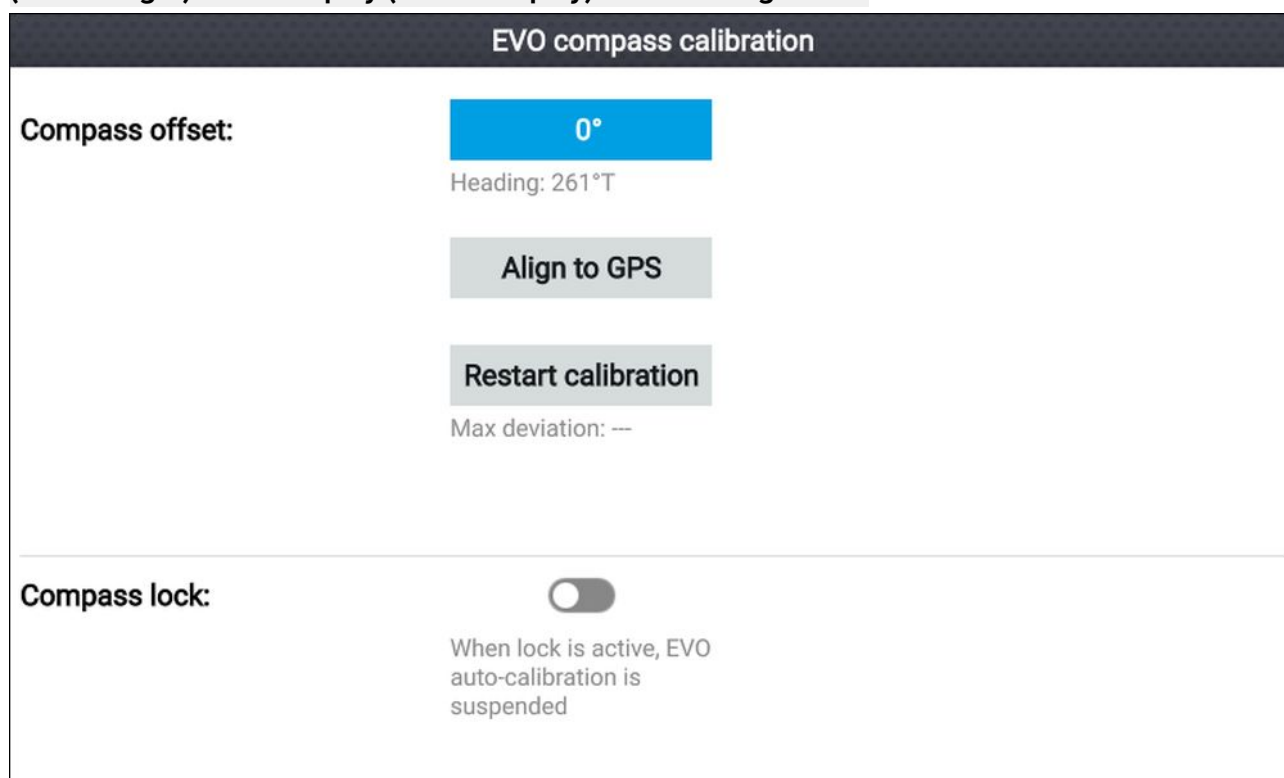 EVO compass calibration
Compass offset:
0°
Heading: 261°T
Align to GPS
Restart calibration
Max deviation: ---
Compass lock:
When lock is active, EVO
auto-calibration is
suspended